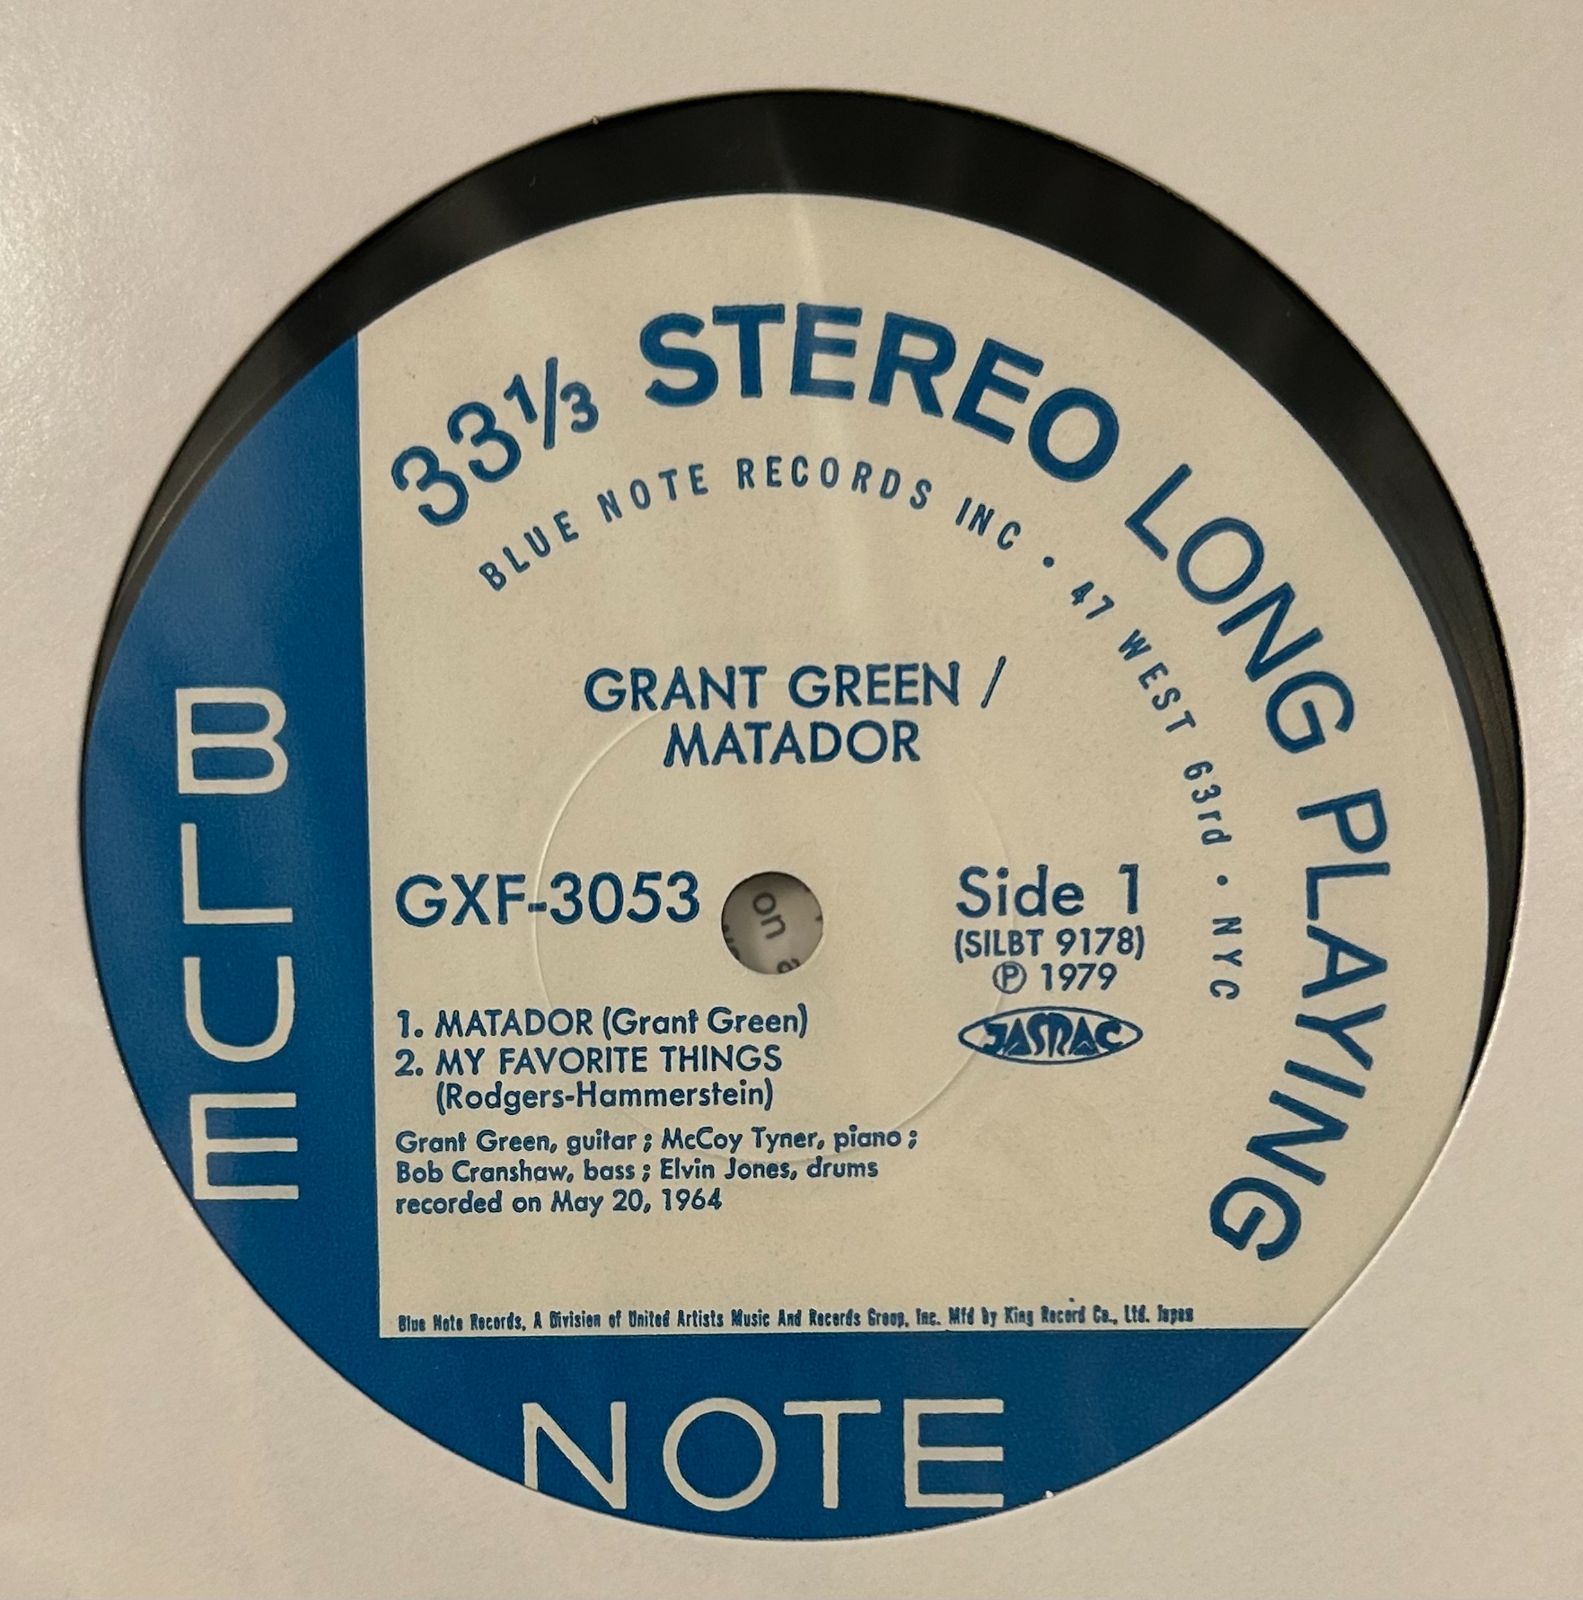 33⅓ STEREO LONG PLAYING
BLUE NOTE RECORDS INC · 47 WEST 63rd · NYC
GRANT GREEN /
MATADOR
BLUE
GXF-3053
on
Side 1
(SILBT 9178)
Ⓟ 1979
JASRAC
1. MATADOR (Grant Green)
2. MY FAVORITE THINGS
(Rodgers-Hammerstein)
Grant Green, guitar ; McCoy Tyner, piano ;
Bob Cranshaw, bass ; Elvin Jones, drums
recorded on May 20, 1964
Blue Note Records, A Division of United Artists Music And Records Group, Inc. Mfd by King Record Co., Ltd. Japan
NOTE